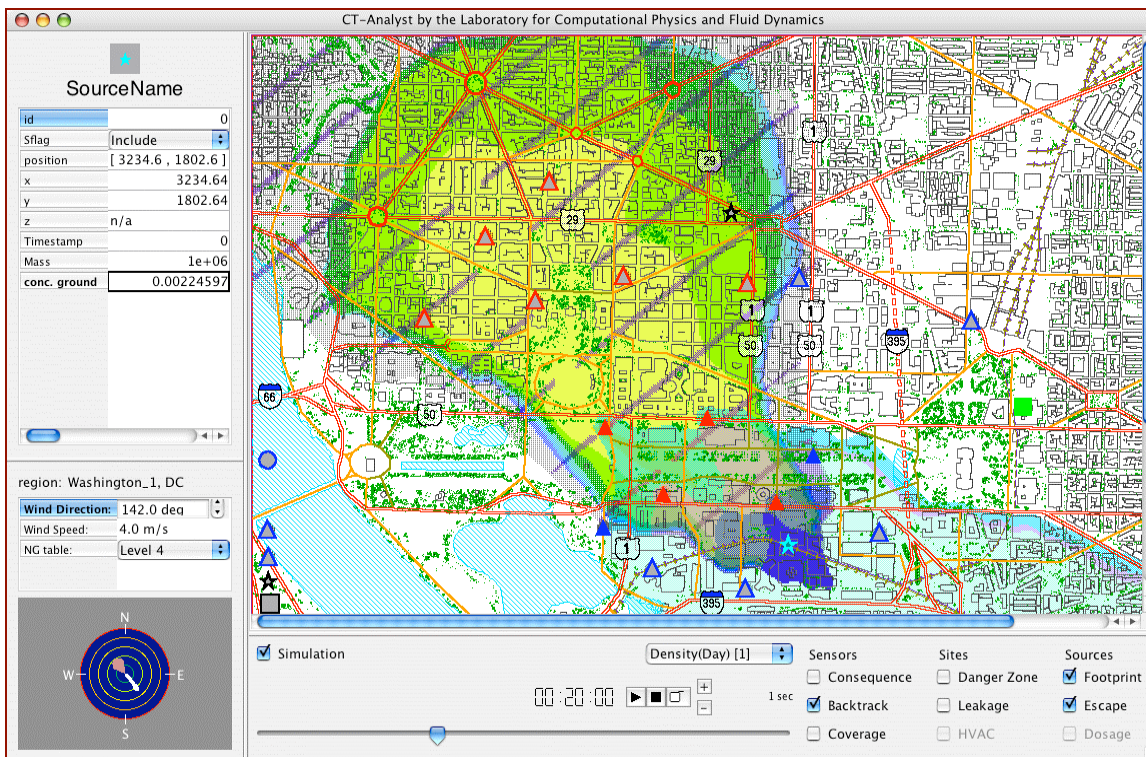 CT-Analyst by the Laboratory for Computational Physics and Fluid Dynamics
SourceName
id 0
Sflag Include
position [ 3234.6 , 1802.6 ]
x 3234.64
y 1802.64
z n/a
Timestamp 0
Mass 1e+06
conc. ground 0.00224597
region: Washington_1, DC
Wind Direction: 142.0 deg
Wind Speed: 4.0 m/s
NG table: Level 4
N
W E
S
1
29
29
1
1
50
50
395
66
50
1
395
Simulation
Density(Day) [1]
00:20:00
+
−
1 sec
Sensors
Consequence
Backtrack
Coverage
Sites
Danger Zone
Leakage
HVAC
Sources
Footprint
Escape
Dosage